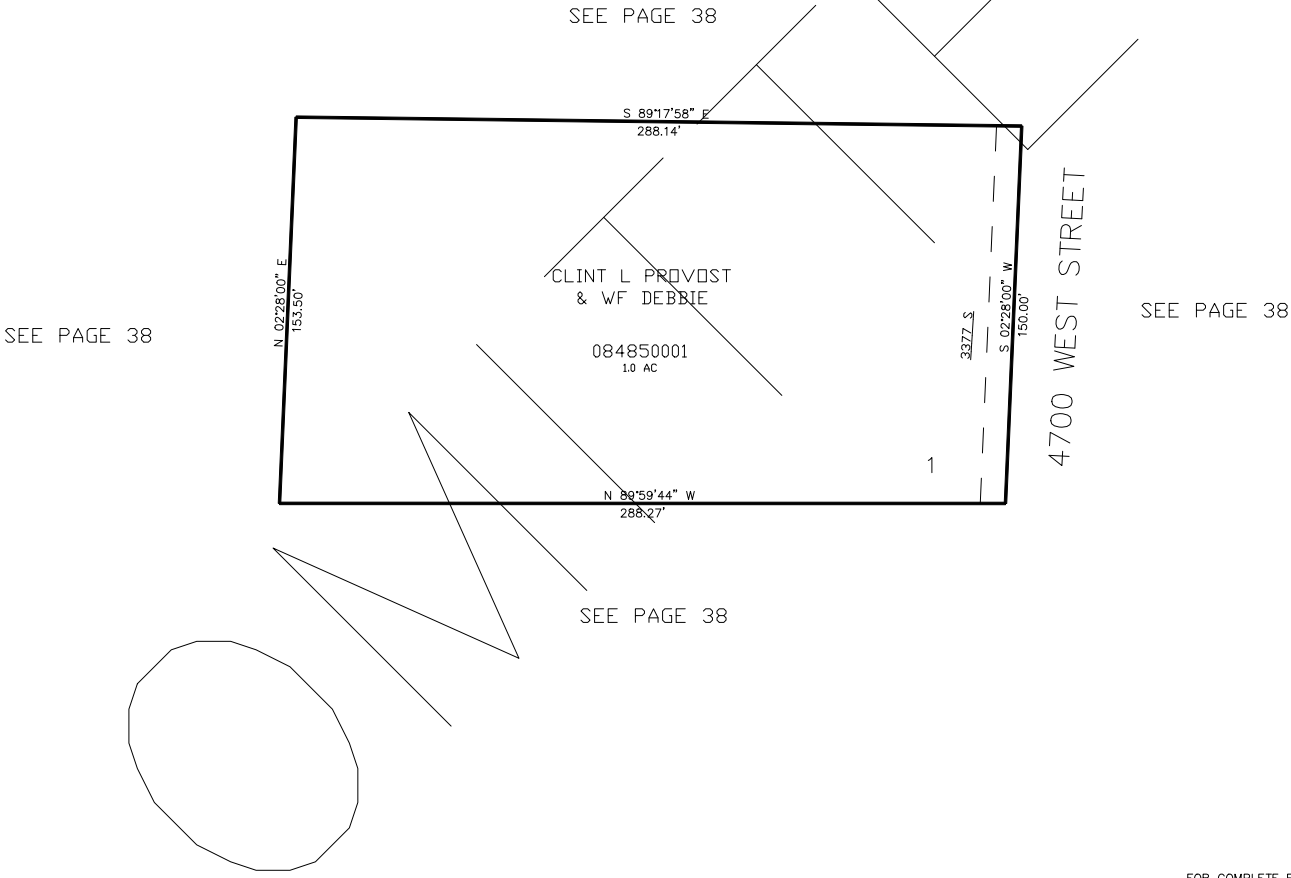 SEE PAGE 38
S 89°17'58" E
288.14'
N 02°28'00" E
153.50'
CLINT L PROVOST
& WF DEBBIE
084850001
1.0 AC
3377 S
S 02°28'00" W
150.00'
4700 WEST STREET
SEE PAGE 38
SEE PAGE 38
1
N 89°59'44" W
288.27'
SEE PAGE 38
FOR COMPLETE